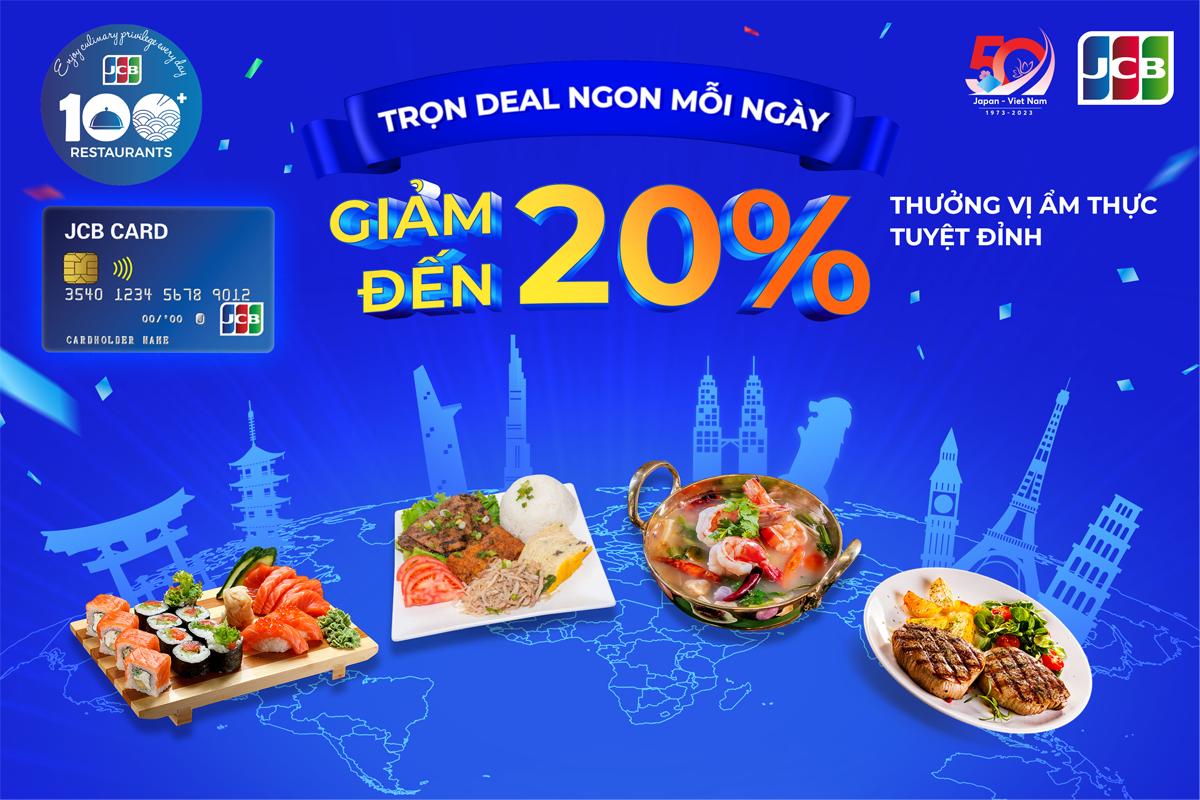 Enjoy culinary privilege every day
JCB
100+
RESTAURANTS
50
Japan - Viet Nam
1973-2023
JCB
TRỌN DEAL NGON MỖI NGÀY
GIẢM
ĐẾN
20%
THƯỞNG VỊ ẨM THỰC
TUYỆT ĐỈNH
JCB CARD
3540 1234 5678 9012
00/*00
JCB
CARDHOLDER NAME